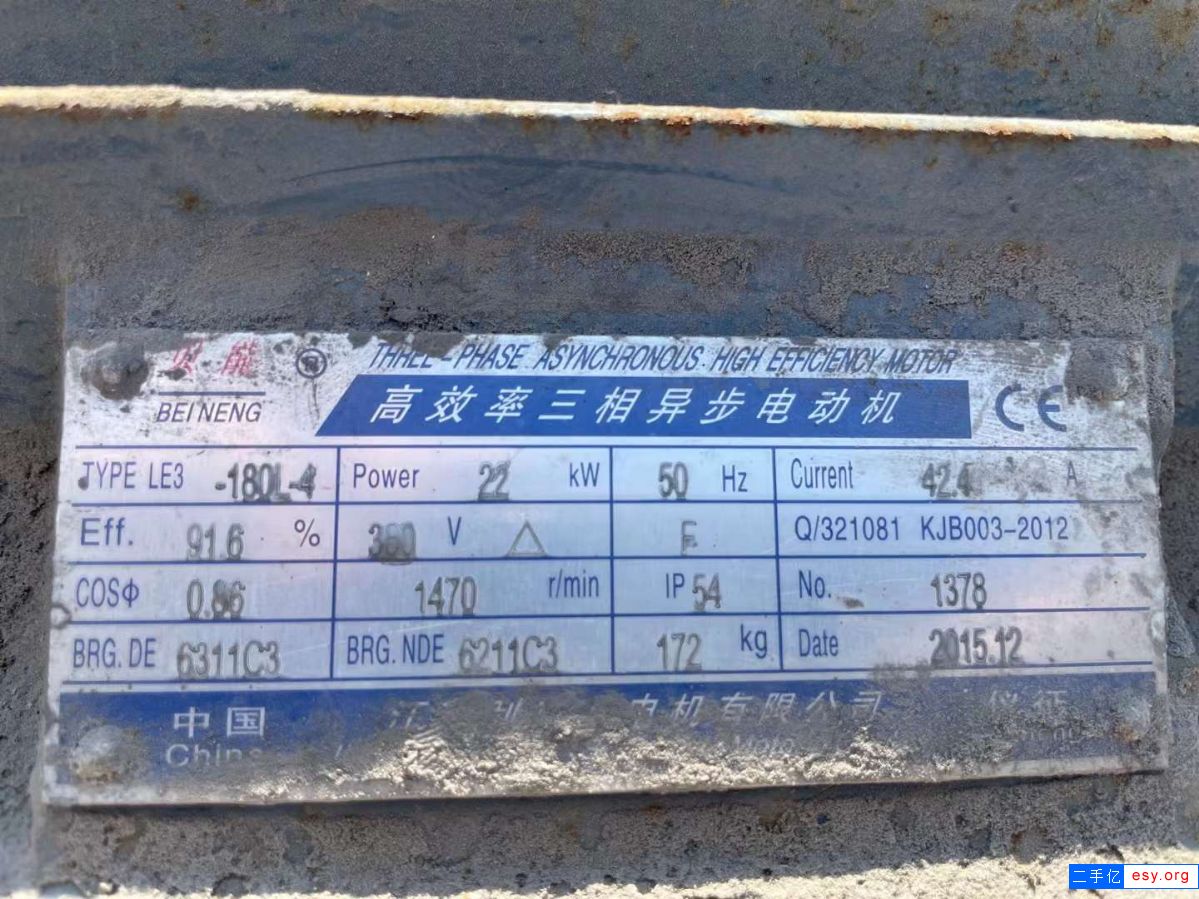 能 THREE-PHASE ASYNCHRONOUS HIGH EFFICIENCY MOTOR
BEINENG 高效率三相异步电动机 CE
TYPE LE3 -180L-4 Power 22 kW 50 Hz Current 42.4 A
Eff. 91.6 % 380 V △ F Q/321081 KJB003-2012
COSΦ 0.86 1470 r/min IP 54 No. 1378
BRG. DE 6311C3 BRG. NDE 6211C3 172 kg Date 2015.12
中国 机有限公司 仪征
China
二手亿 esy.org